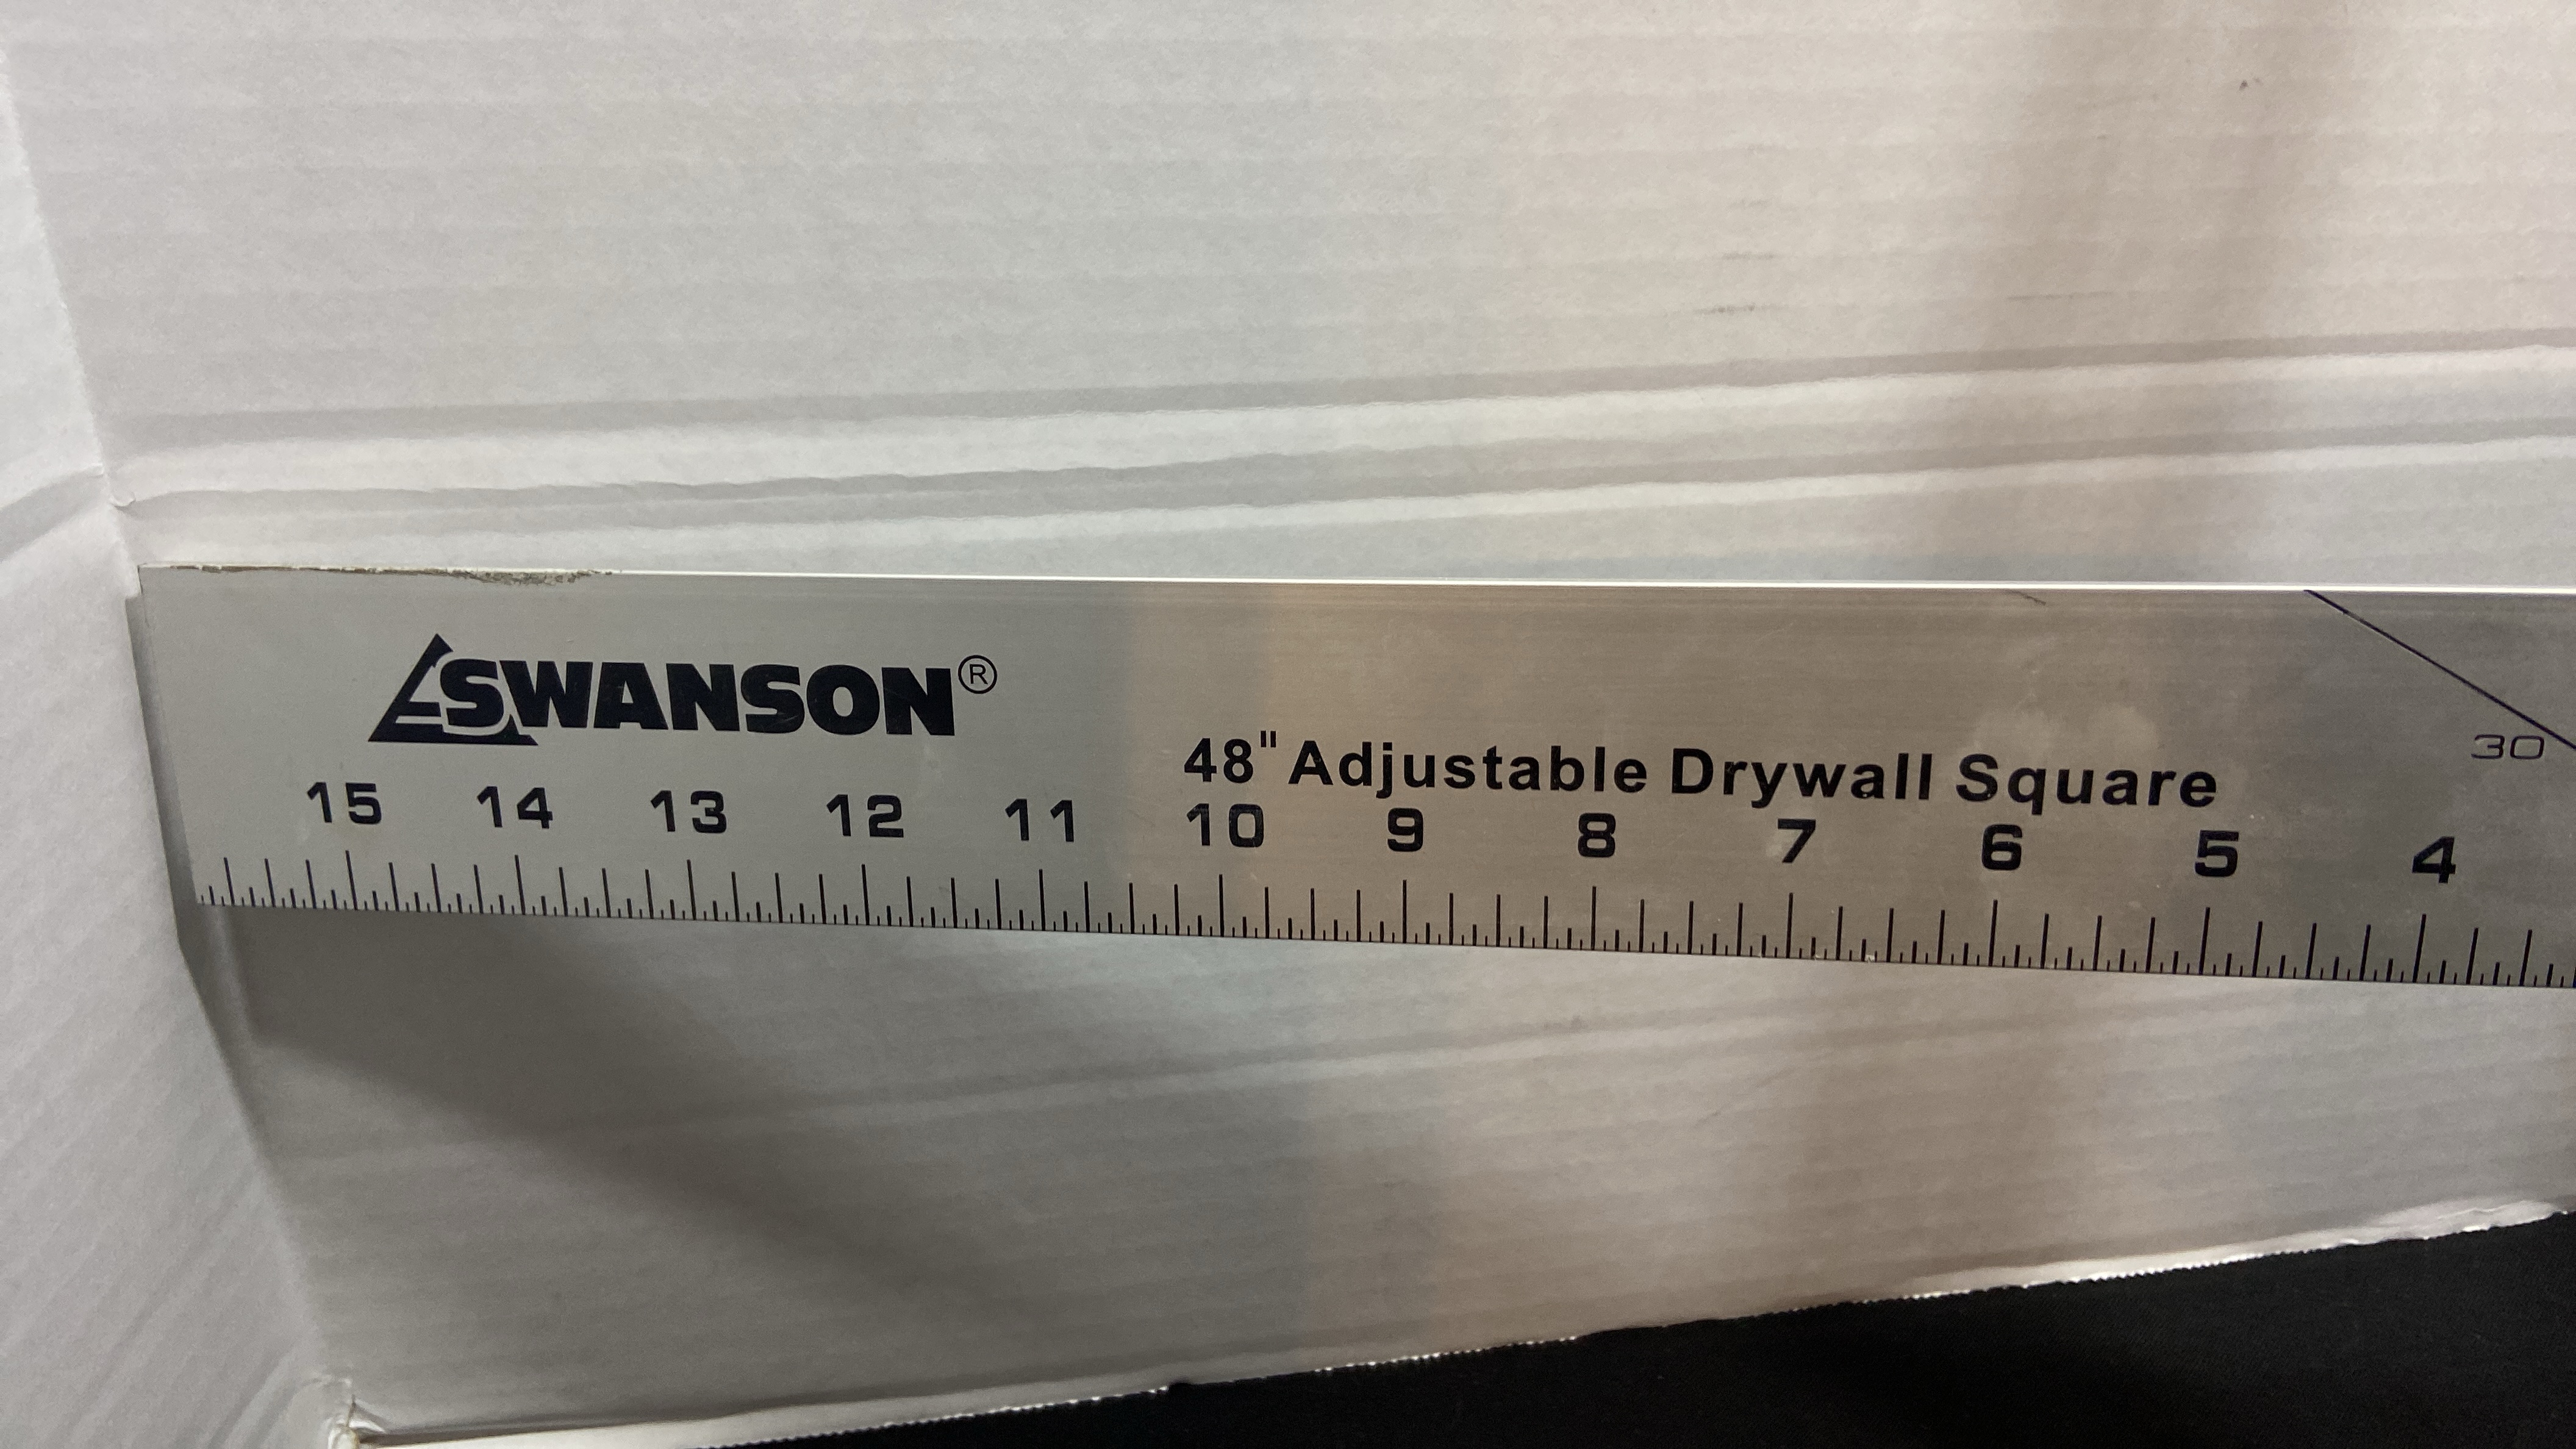 SWANSON®
48" Adjustable Drywall Square
30
15 14 13 12 11 10 9 8 7 6 5 4